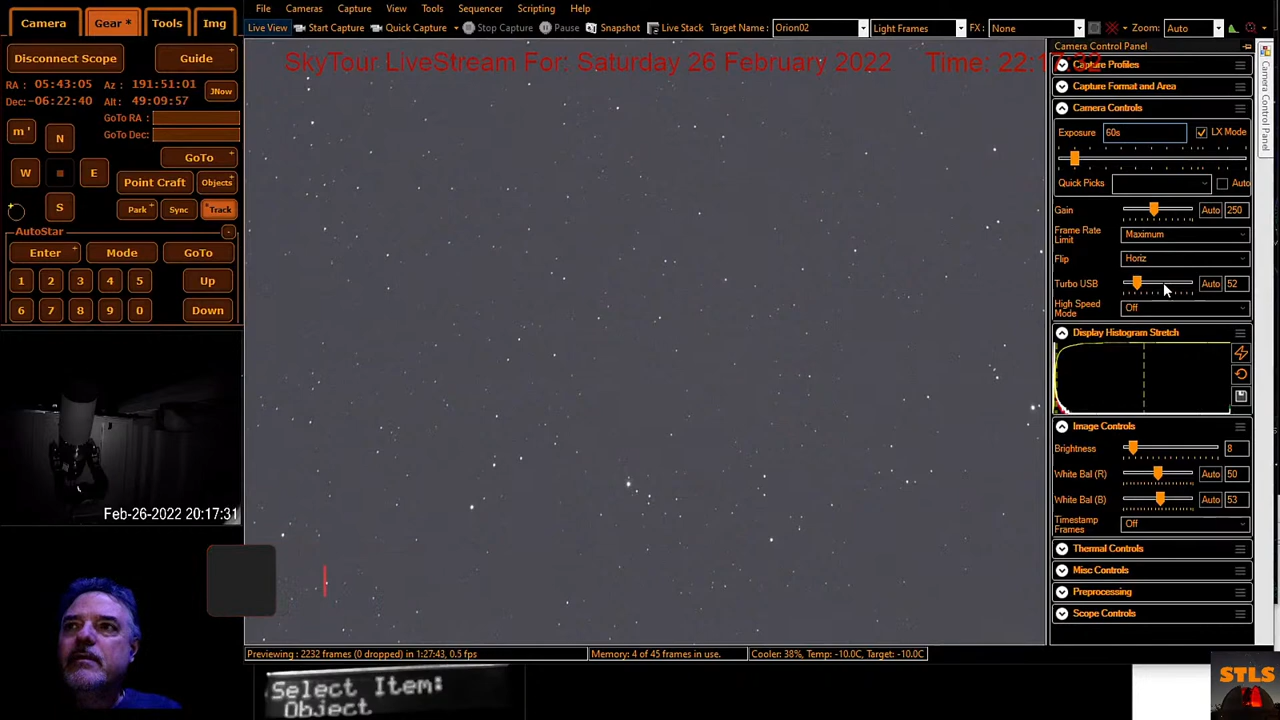 Camera Gear * Tools Img
File Cameras Capture View Tools Sequencer Scripting Help
Live View Start Capture Quick Capture Stop Capture Pause Snapshot Live Stack Target Name : Orion02 Light Frames FX : None Zoom: Auto
Disconnect Scope Guide
RA : 05:43:05 Az : 191:51:01 JNow
Dec: -06:22:40 Alt: 49:09:57
GoTo RA :
GoTo Dec:
m '
N
W E
S
GoTo
Point Craft Objects
Park Sync Track
AutoStar
Enter Mode GoTo
1 2 3 4 5 Up
6 7 8 9 0 Down
Feb-26-2022 20:17:31
SkyTour LiveStream For: Saturday 26 February 2022 Time:
Camera Control Panel
Capture Profiles
Capture Format and Area
Camera Controls
Exposure 60s LX Mode
Quick Picks Auto
Gain Auto 250
Frame Rate Limit Maximum
Flip Horiz
Turbo USB Auto 52
High Speed Mode Off
Display Histogram Stretch
Image Controls
Brightness 8
White Bal (R) Auto 50
White Bal (B) Auto 53
Timestamp Frames Off
Thermal Controls
Misc Controls
Preprocessing
Scope Controls
Camera Control Panel
Previewing : 2232 frames (0 dropped) in 1:27:43, 0.5 fps Memory: 4 of 45 frames in use. Cooler: 38%, Temp: -10.0C, Target: -10.0C
Select Item:
Object
STLS